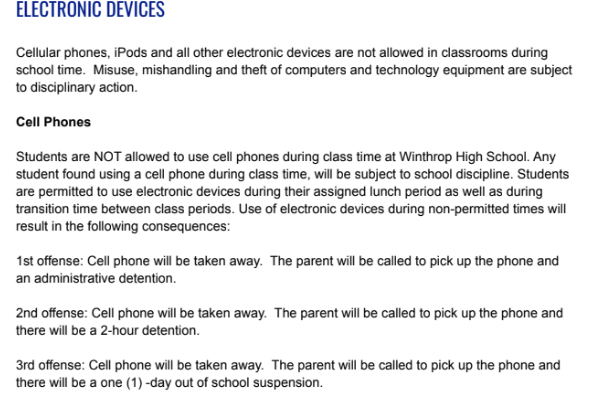 ELECTRONIC DEVICES
Cellular phones, iPods and all other electronic devices are not allowed in classrooms during
school time.  Misuse, mishandling and theft of computers and technology equipment are subject
to disciplinary action.
Cell Phones
Students are NOT allowed to use cell phones during class time at Winthrop High School. Any
student found using a cell phone during class time, will be subject to school discipline. Students
are permitted to use electronic devices during their assigned lunch period as well as during
transition time between class periods. Use of electronic devices during non-permitted times will
result in the following consequences:
1st offense: Cell phone will be taken away.  The parent will be called to pick up the phone and
an administrative detention.
2nd offense: Cell phone will be taken away.  The parent will be called to pick up the phone and
there will be a 2-hour detention.
3rd offense: Cell phone will be taken away.  The parent will be called to pick up the phone and
there will be a one (1) -day out of school suspension.